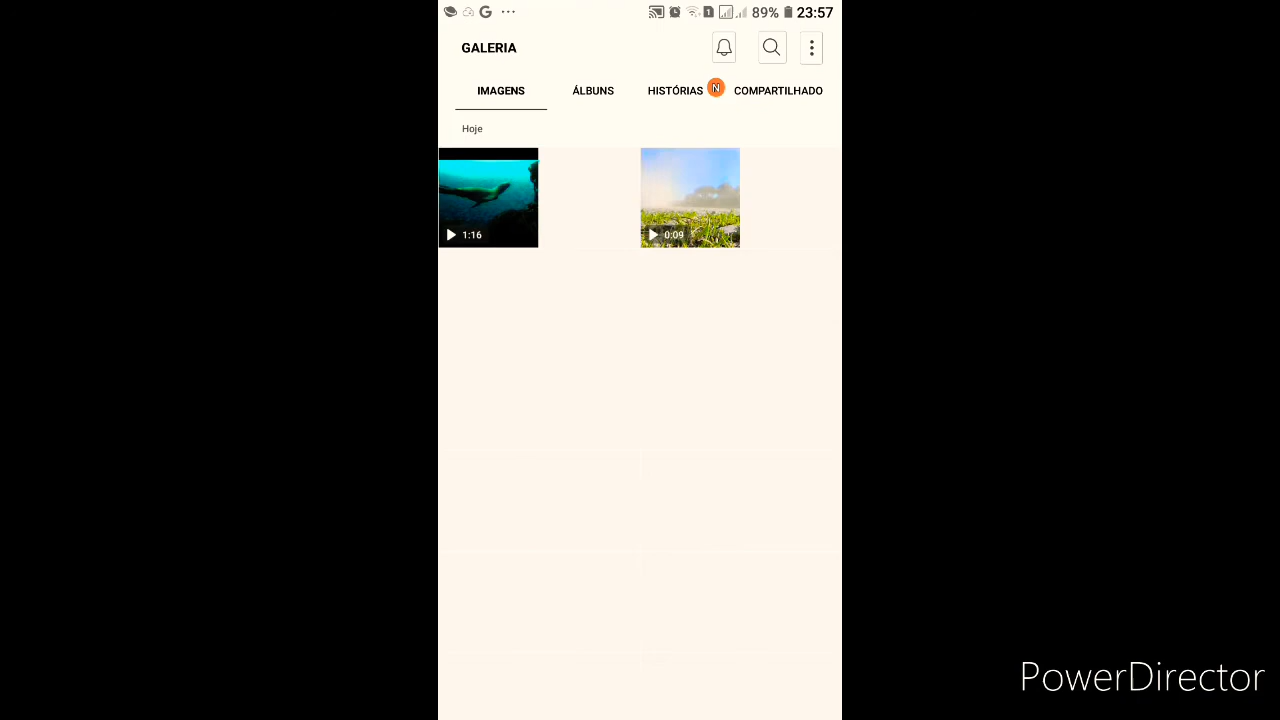 89% 23:57
GALERIA
IMAGENS ÁLBUNS HISTÓRIAS N COMPARTILHADO
Hoje
1:16 0:09
PowerDirector